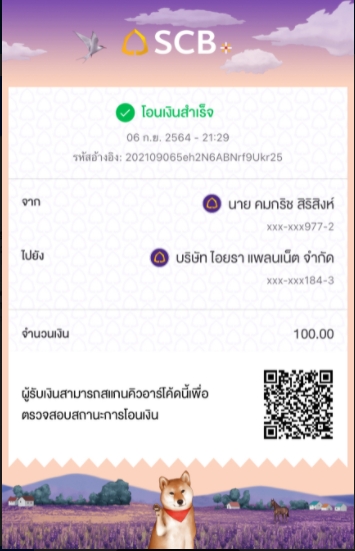 SCB+
โอนเงินสำเร็จ
06 ก.ย. 2564 - 21:29
รหัสอ้างอิง: 202109065eh2N6ABNrf9Ukr25
จาก
นาย คมกริช สิริสิงห์
xxx-xxx977-2
ไปยัง
บริษัท ไอยรา แพลนเน็ต จำกัด
xxx-xxx184-3
จำนวนเงิน 100.00
ผู้รับเงินสามารถสแกนคิวอาร์โค้ดนี้เพื่อ
ตรวจสอบสถานะการโอนเงิน